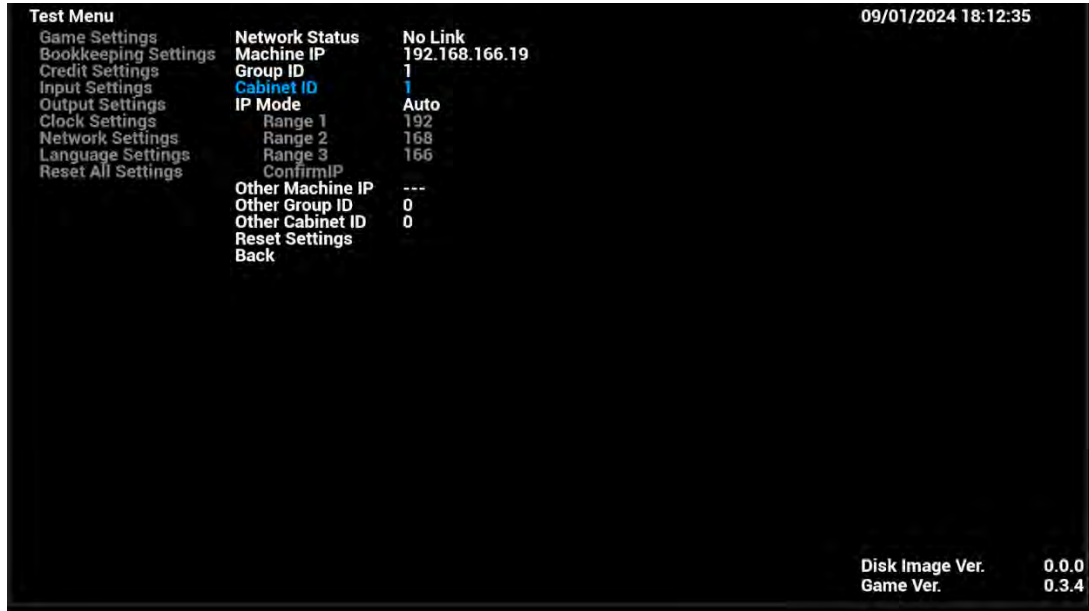 Test Menu
09/01/2024 18:12:35
Game Settings
Bookkeeping Settings
Credit Settings
Input Settings
Output Settings
Clock Settings
Network Settings
Language Settings
Reset All Settings
Network Status No Link
Machine IP 192.168.166.19
Group ID 1
Cabinet ID 1
IP Mode Auto
Range 1 192
Range 2 168
Range 3 166
ConfirmIP
Other Machine IP ---
Other Group ID 0
Other Cabinet ID 0
Reset Settings
Back
Disk Image Ver. 0.0.0
Game Ver. 0.3.4